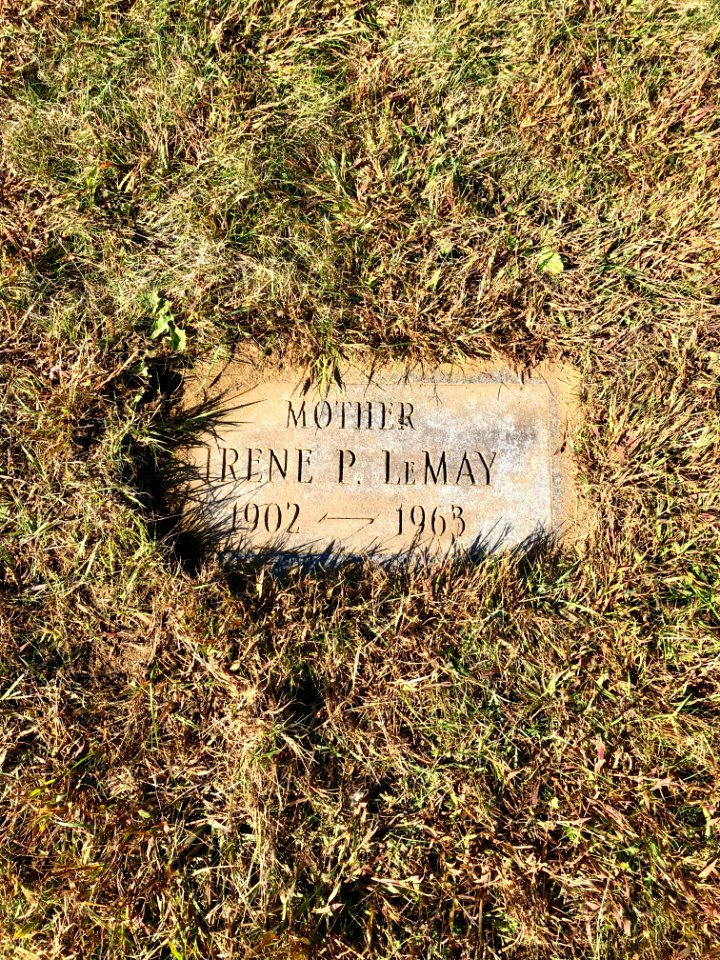 MOTHER
IRENE P. LEMAY
1902 — 1963